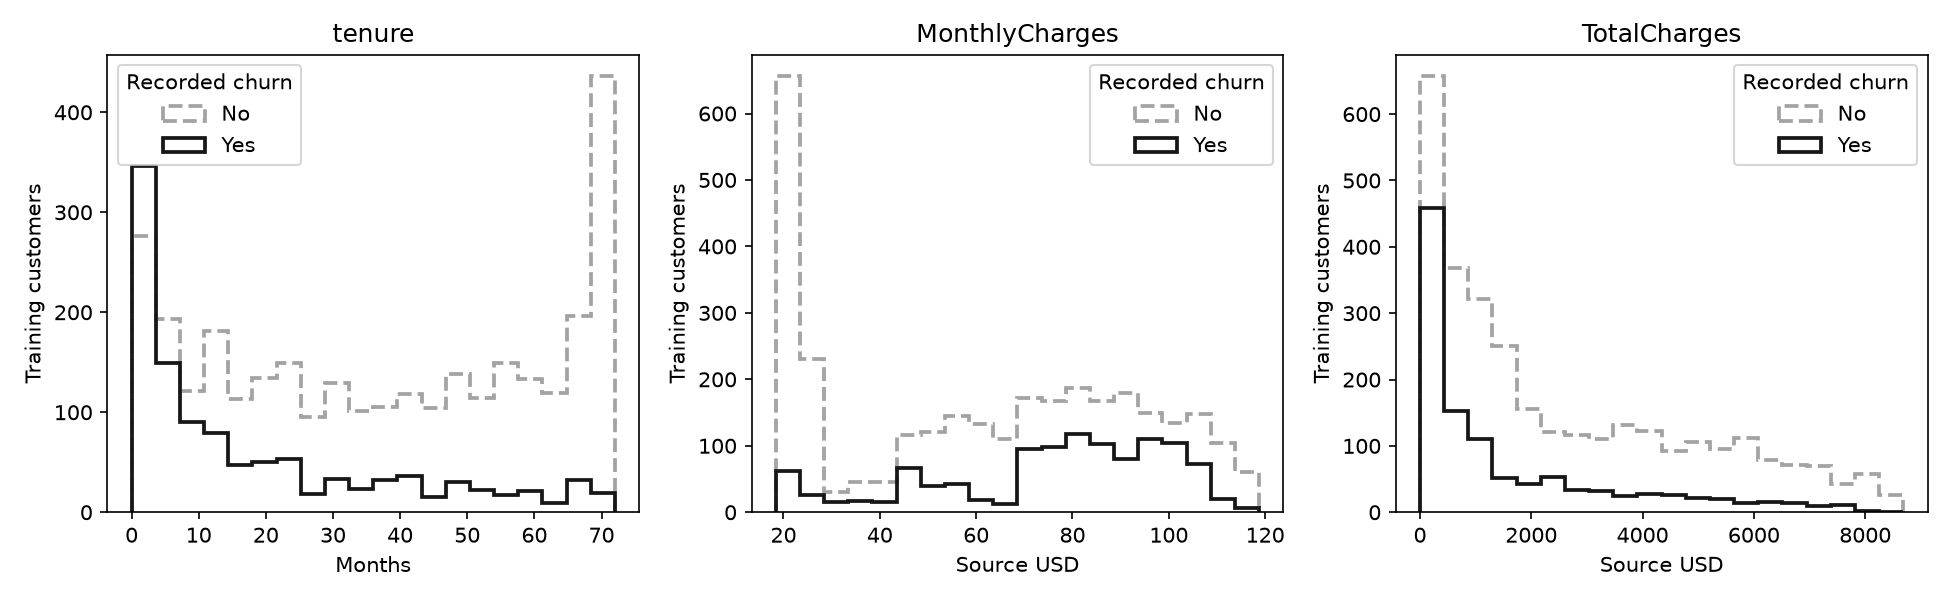 tenure
Recorded churn
No
Yes
400
300
200
100
0
Training customers
0 10 20 30 40 50 60 70
Months
MonthlyCharges
Recorded churn
No
Yes
600
500
400
300
200
100
0
Training customers
20 40 60 80 100 120
Source USD
TotalCharges
Recorded churn
No
Yes
600
500
400
300
200
100
0
Training customers
0 2000 4000 6000 8000
Source USD